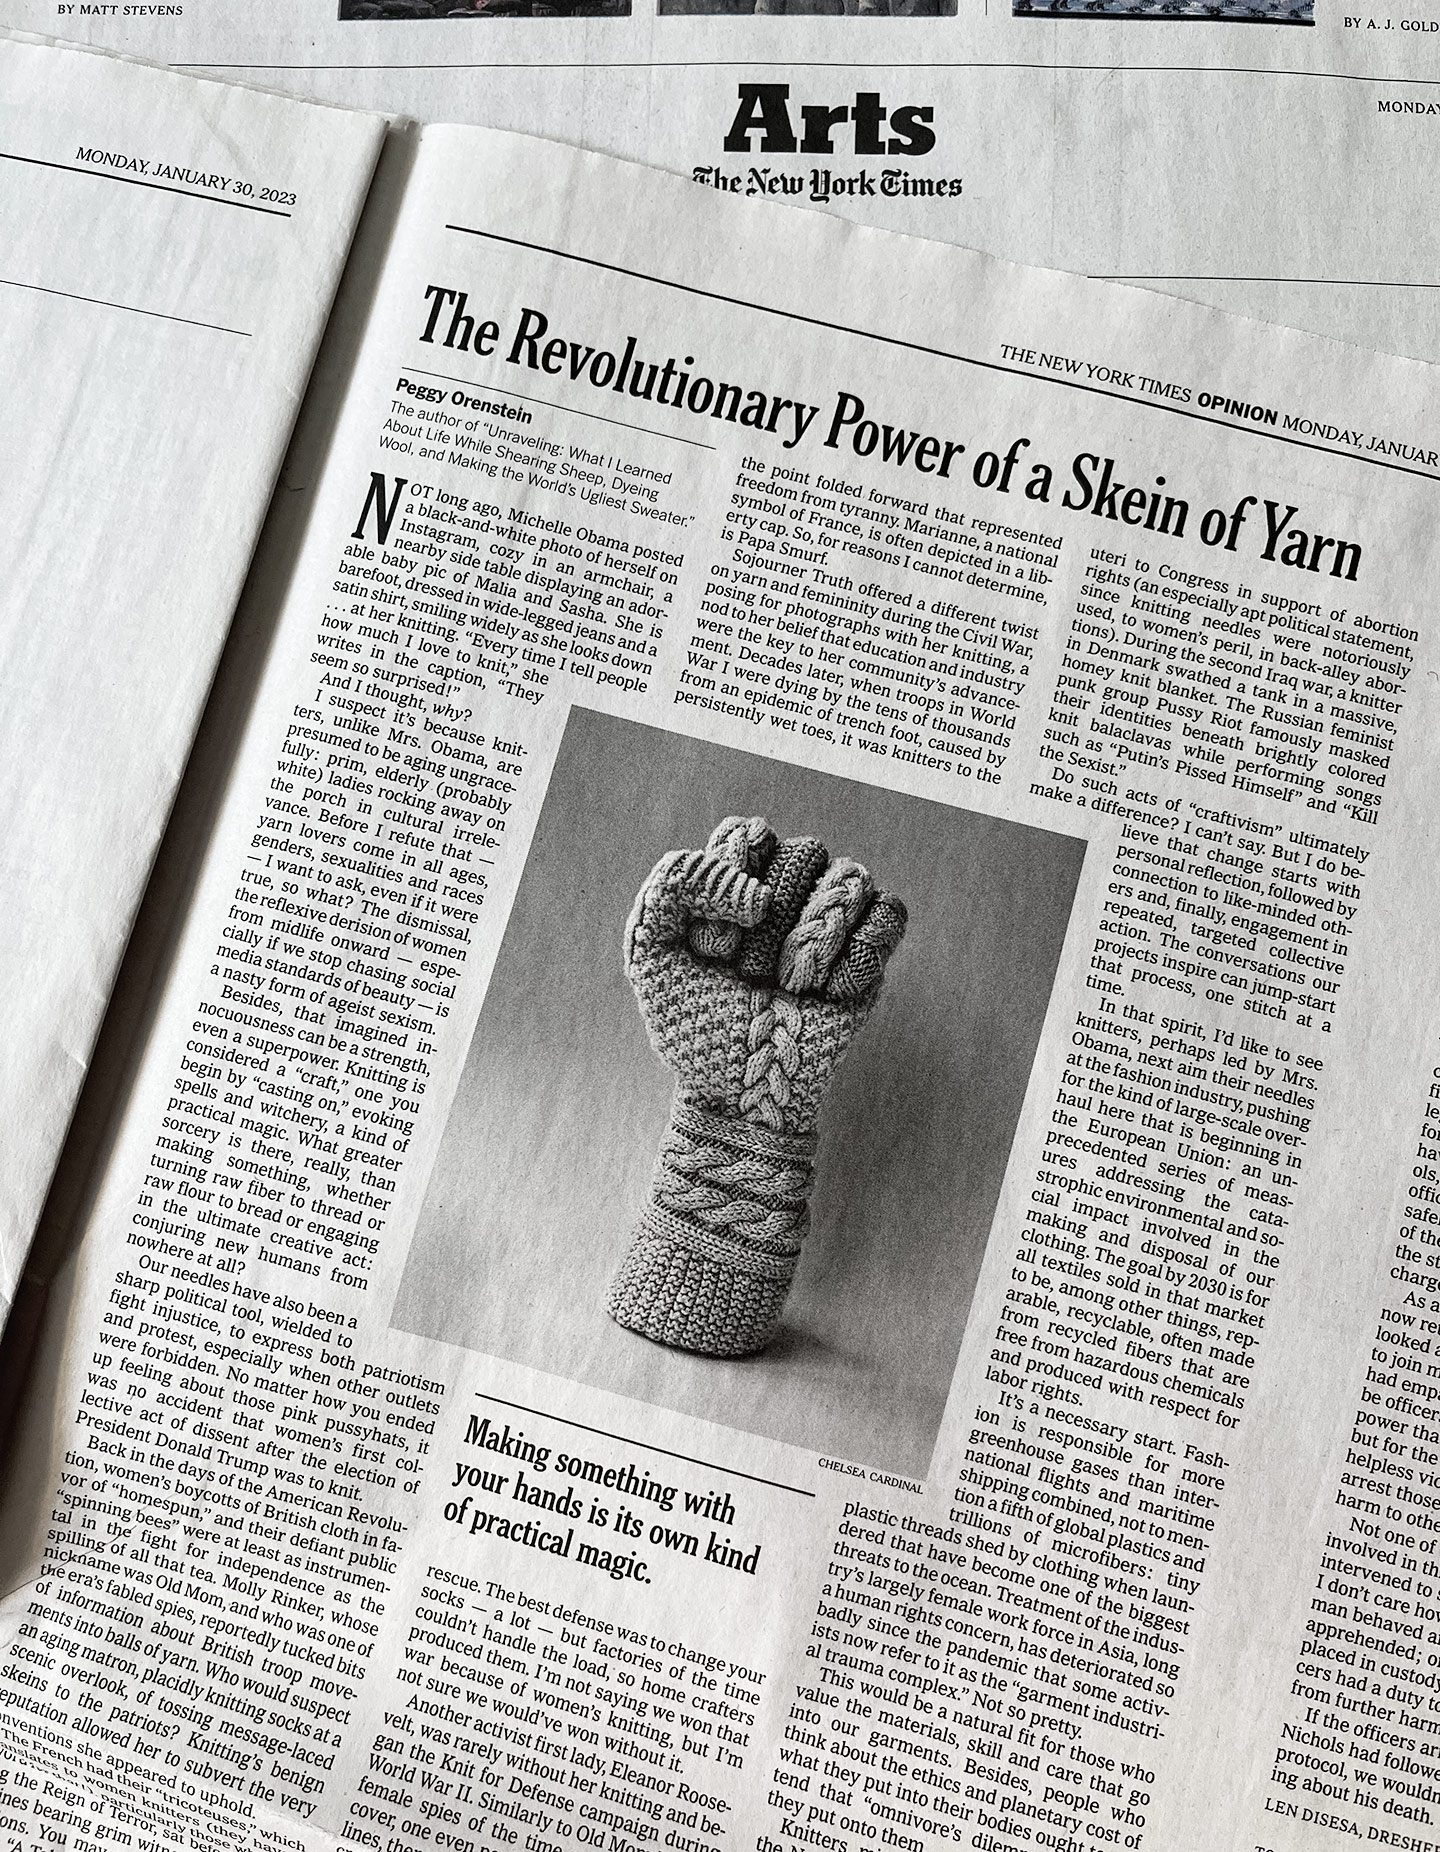 BY MATT STEVENS
BY A. J. GOLD
Arts
The New York Times
MONDAY
MONDAY, JANUARY 30, 2023
THE NEW YORK TIMES OPINION MONDAY, JANUAR
The Revolutionary Power of a Skein of Yarn
Peggy Orenstein
The author of “Unraveling: What I Learned
About Life While Shearing Sheep, Dyeing
Wool, and Making the World’s Ugliest Sweater.”
NOT long ago, Michelle Obama posted
a black-and-white photo of herself on
Instagram, cozy in an armchair, a
nearby side table displaying an ador-
able baby pic of Malia and Sasha. She is
barefoot, dressed in wide-legged jeans and a
satin shirt, smiling widely as she looks down
. . . at her knitting. “Every time I tell people
how much I love to knit,” she
writes in the caption, “They
seem so surprised!”
And I thought, why?
I suspect it’s because knit-
ters, unlike Mrs. Obama, are
presumed to be aging ungrace-
fully: prim, elderly (probably
white) ladies rocking away on
the porch in cultural irrele-
vance. Before I refute that —
yarn lovers come in all ages,
genders, sexualities and races
— I want to ask, even if it were
true, so what? The dismissal,
the reflexive derision of women
from midlife onward — espe-
cially if we stop chasing social
media standards of beauty — is
a nasty form of ageist sexism.
Besides, that imagined in-
nocuousness can be a strength,
even a superpower. Knitting is
considered a “craft,” one you
begin by “casting on,” evoking
spells and witchery, a kind of
practical magic. What greater
sorcery is there, really, than
making something, whether
turning raw fiber to thread or
raw flour to bread or engaging
in the ultimate creative act:
conjuring new humans from
nowhere at all?
Our needles have also been a
sharp political tool, wielded to
fight injustice, to express both patriotism
and protest, especially when other outlets
were forbidden. No matter how you ended
up feeling about those pink pussyhats, it
was no accident that women’s first col-
lective act of dissent after the election of
President Donald Trump was to knit.
Back in the days of the American Revolu-
tion, women’s boycotts of British cloth in fa-
vor of “homespun,” and their defiant public
“spinning bees” were at least as instrumen-
tal in the fight for independence as the
spilling of all that tea. Molly Rinker, whose
nickname was Old Mom, and who was one of
the era’s fabled spies, reportedly tucked bits
of information about British troop move-
ments into balls of yarn. Who would suspect
an aging matron, placidly knitting socks at a
scenic overlook, of tossing message-laced
skeins to the patriots? Knitting’s benign
reputation allowed her to subvert the very
conventions she appeared to uphold.
The French had their “tricoteuses,” which
translates to women knitters (they have
particularly those
the Reign of Terror, sat
bearing grim
You may
the point folded forward that represented
freedom from tyranny. Marianne, a national
symbol of France, is often depicted in a lib-
erty cap. So, for reasons I cannot determine,
is Papa Smurf.
Sojourner Truth offered a different twist
on yarn and femininity during the Civil War,
posing for photographs with her knitting, a
nod to her belief that education and industry
were the key to her community’s advance-
ment. Decades later, when troops in World
War I were dying by the tens of thousands
from an epidemic of trench foot, caused by
persistently wet toes, it was knitters to the
CHELSEA CARDINAL
Making something with
your hands is its own kind
of practical magic.
rescue. The best defense was to change your
socks — a lot — but factories of the time
couldn’t handle the load, so home crafters
produced them. I’m not saying we won that
war because of women’s knitting, but I’m
not sure we would’ve won without it.
Another activist first lady, Eleanor Roose-
velt, was rarely without her knitting and be-
gan the Knit for Defense campaign during
World War II. Similarly to Old Mom,
female spies of the time
cover, one even
lines,
uteri to Congress in support of abortion
rights (an especially apt political statement,
since knitting needles were notoriously
used, to women’s peril, in back-alley abor-
tions). During the second Iraq war, a knitter
in Denmark swathed a tank in a massive,
homey knit blanket. The Russian feminist
punk group Pussy Riot famously masked
their identities beneath brightly colored
knit balaclavas while performing songs
such as “Putin’s Pissed Himself” and “Kill
the Sexist.”
Do such acts of “craftivism” ultimately
make a difference? I can’t say. But I do be-
lieve that change starts with
personal reflection, followed by
connection to like-minded oth-
ers and, finally, engagement in
repeated, targeted collective
action. The conversations our
projects inspire can jump-start
that process, one stitch at a
time.
In that spirit, I’d like to see
knitters, perhaps led by Mrs.
Obama, next aim their needles
at the fashion industry, pushing
for the kind of large-scale over-
haul here that is beginning in
the European Union: an un-
precedented series of meas-
ures addressing the cata-
strophic environmental and so-
cial impact involved in the
making and disposal of our
clothing. The goal by 2030 is for
all textiles sold in that market
to be, among other things, rep-
arable, recyclable, often made
from recycled fibers that are
free from hazardous chemicals
and produced with respect for
labor rights.
It’s a necessary start. Fash-
ion is responsible for more
greenhouse gases than inter-
national flights and maritime
shipping combined, not to men-
tion a fifth of global plastics and
trillions of microfibers: tiny
plastic threads shed by clothing when laun-
dered that have become one of the biggest
threats to the ocean. Treatment of the indus-
try’s largely female work force in Asia, long
a human rights concern, has deteriorated so
badly since the pandemic that some activ-
ists now refer to it as the “garment industri-
al trauma complex.” Not so pretty.
This would be a natural fit for those who
value the materials, skill and care that go
into our garments. Besides, people who
think about the ethics and planetary cost of
what they put into their bodies ought to
tend that “omnivore’s
they put onto them
Knitters,
the
ols,
safe
of the
the st
charge
As a
now
looked a
to join m
had emp
be officer
power tha
but for the
helpless vic
arrest those
harm to othe
Not one of
involved in th
intervened to s
I don’t care how
man behaved a
apprehended; o
placed in custody
cers had a duty to
from further harm
If the officers
Nichols had followe
protocol, we wouldn
ing about his death.
LEN DISESA, DRESHE